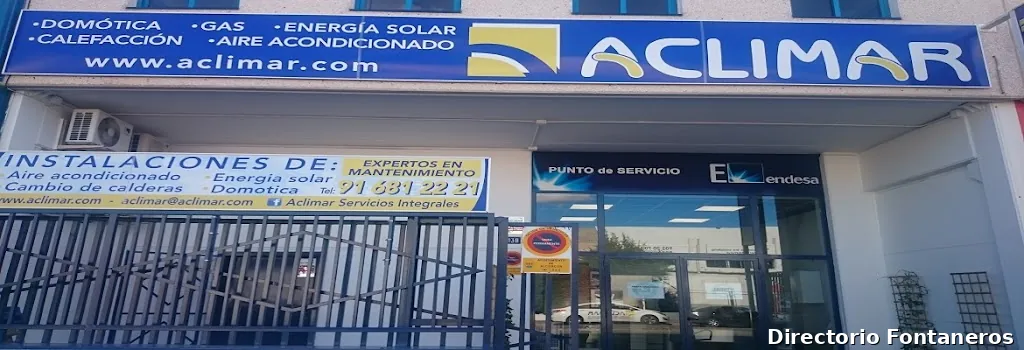 •DOMÓTICA •GAS •ENERGÍA SOLAR
•CALEFACCIÓN •AIRE ACONDICIONADO
www.aclimar.com
ACLIMAR
INSTALACIONES DE:
Aire acondicionado • Energía solar
Cambio de calderas • Domotica
EXPERTOS EN
MANTENIMIENTO
Tel: 91 681 22 21
www.com - aclimar@aclimar.com Aclimar Servicios Integrales
PUNTO de SERVICIO
endesa
Directorio Fontaneros